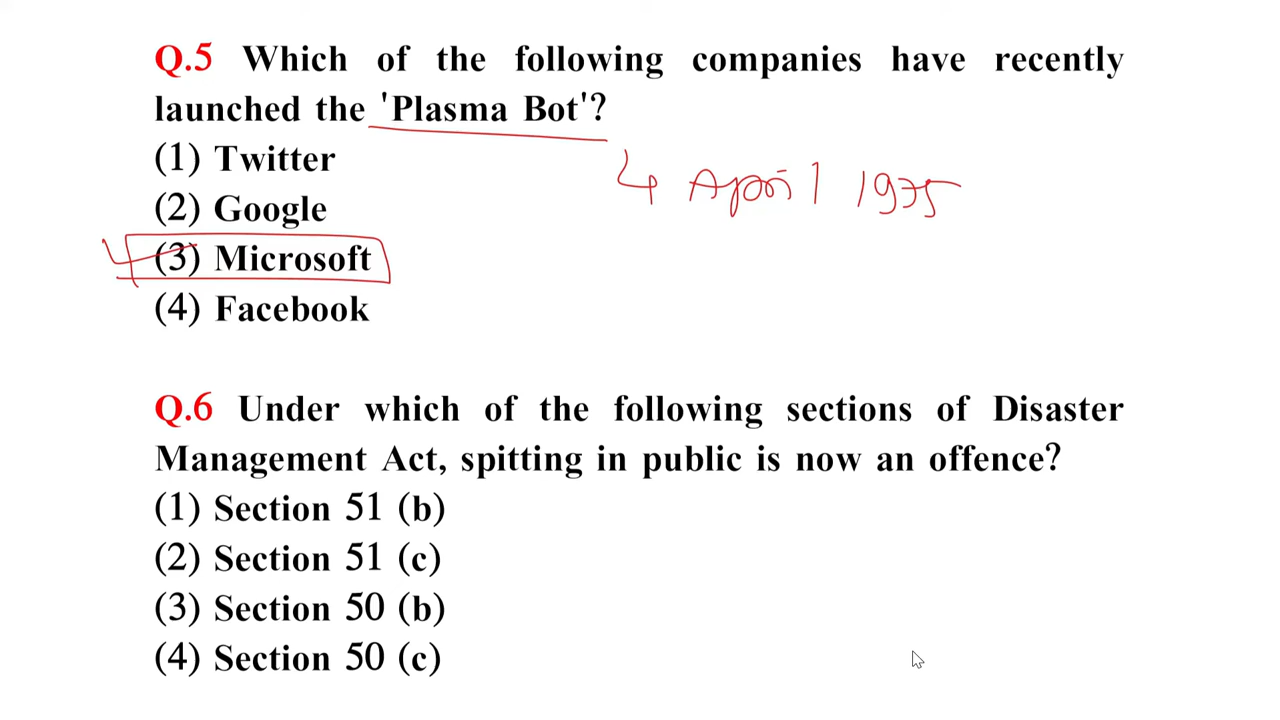 Q.5 Which of the following companies have recently
launched the 'Plasma Bot'?
(1) Twitter
4 April 1975
(2) Google
(3) Microsoft
(4) Facebook
Q.6 Under which of the following sections of Disaster
Management Act, spitting in public is now an offence?
(1) Section 51 (b)
(2) Section 51 (c)
(3) Section 50 (b)
(4) Section 50 (c)